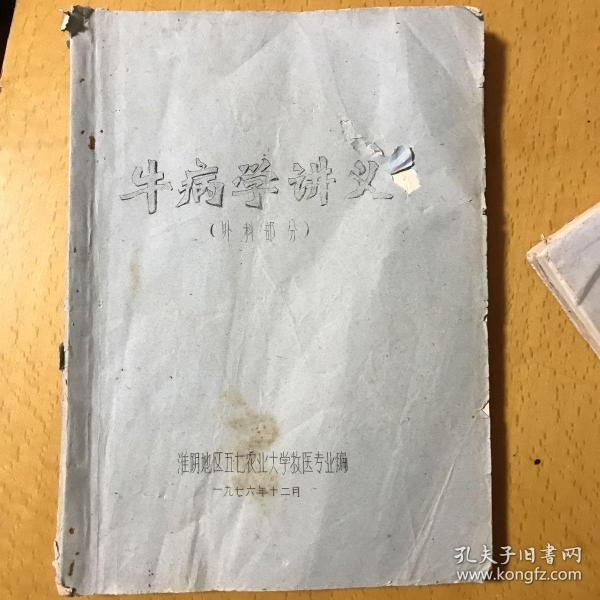 牛病学讲义
(外科部分)
淮阴地区五七农业大学牧医专业编
一九七六年十二月
孔夫子旧书网
www.kongfz.com